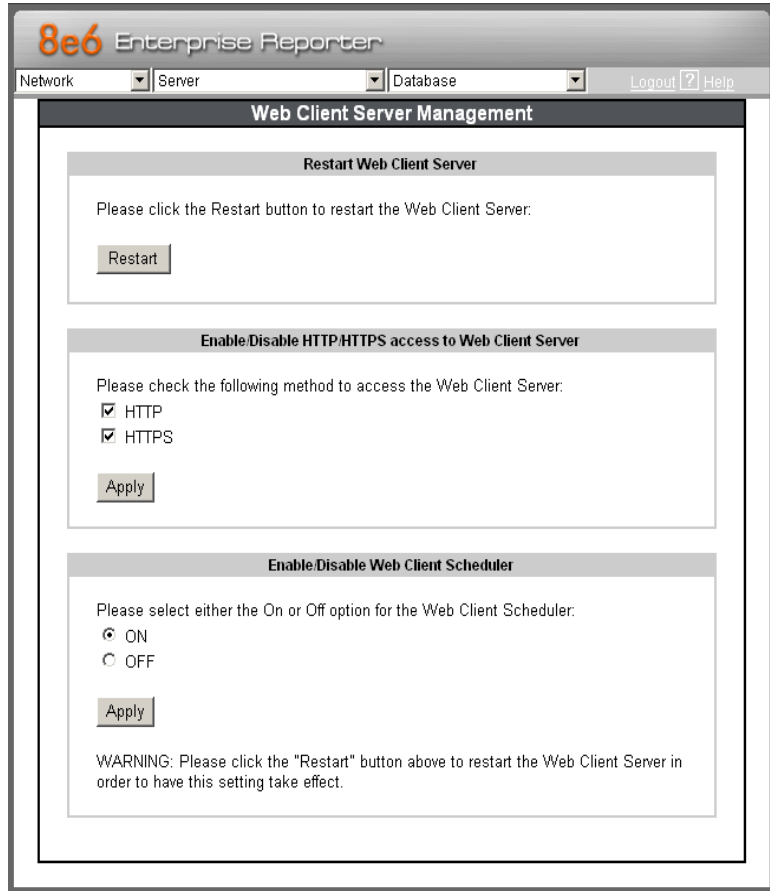 8e6 Enterprise Reporter
Network Server Database Logout ? Help
Web Client Server Management
Restart Web Client Server
Please click the Restart button to restart the Web Client Server:
Restart
Enable/Disable HTTP/HTTPS access to Web Client Server
Please check the following method to access the Web Client Server:
HTTP
HTTPS
Apply
Enable/Disable Web Client Scheduler
Please select either the On or Off option for the Web Client Scheduler:
ON
OFF
Apply
WARNING: Please click the "Restart" button above to restart the Web Client Server in
order to have this setting take effect.